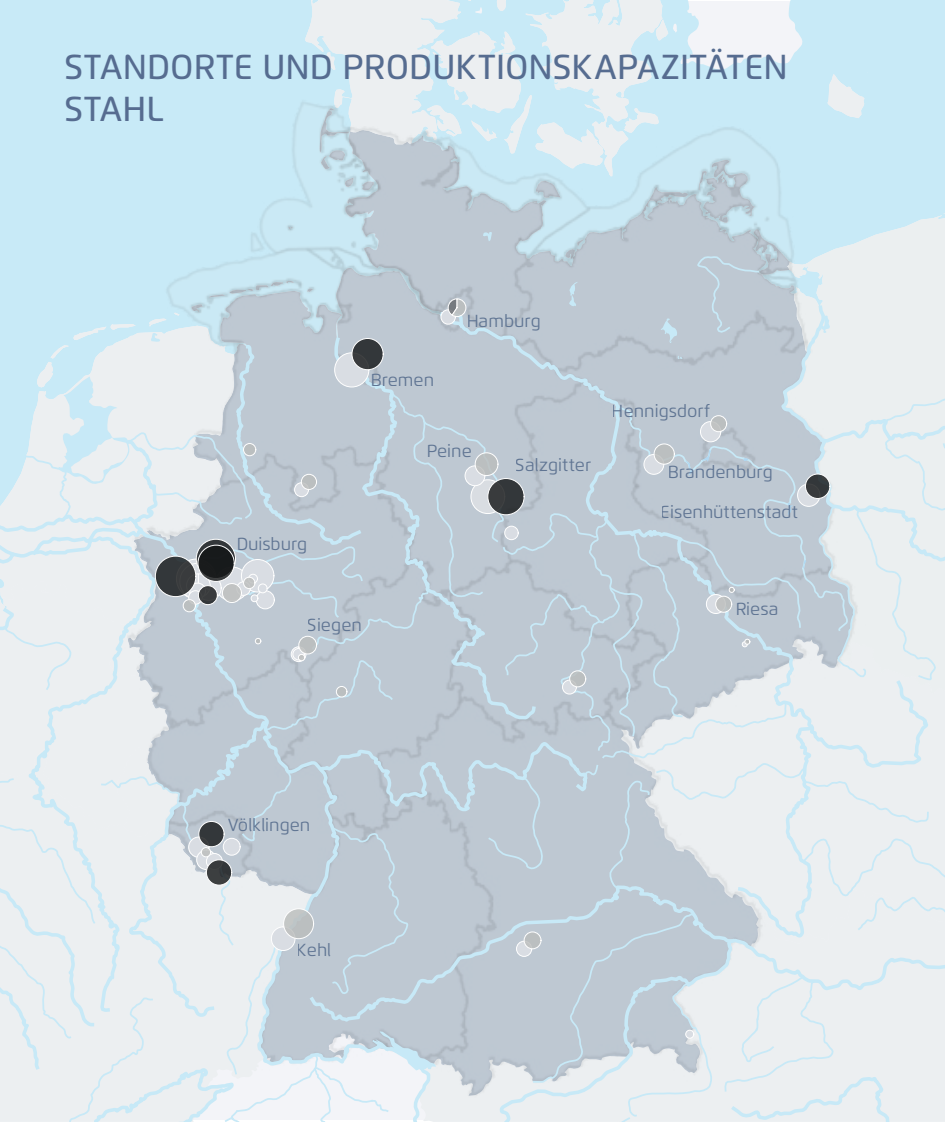 STANDORTE UND PRODUKTIONSKAPAZITÄTEN
STAHL
Hamburg
Bremen
Hennigsdorf
Peine
Salzgitter
Brandenburg
Eisenhüttenstadt
Duisburg
Riesa
Siegen
Völklingen
Kehl